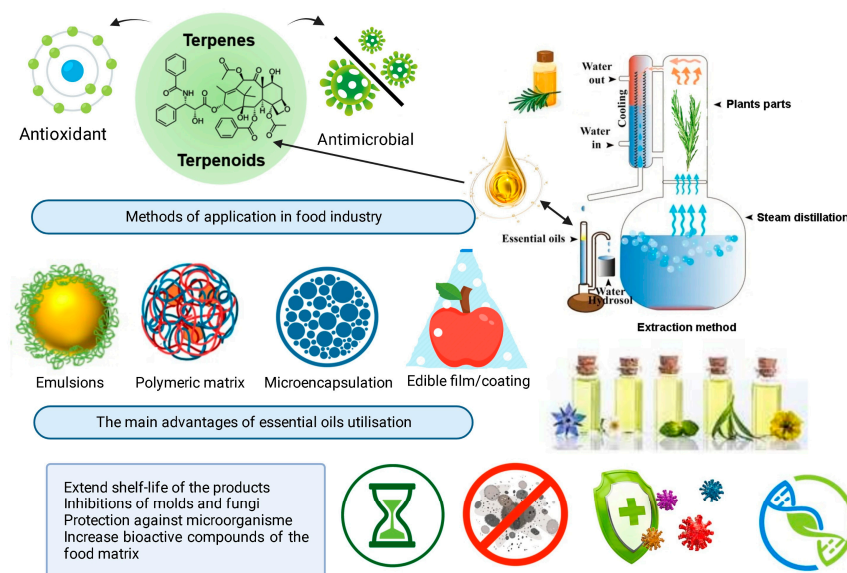 Terpenes
Terpenoids
Antioxidant
Antimicrobial
Water
out
Cooling
Water
in
Plants parts
Steam distillation
Essential oils
Water
Hydrosol
Extraction method
Methods of application in food industry
Emulsions
Polymeric matrix
Microencapsulation
Edible film/coating
The main advantages of essential oils utilisation
Extend shelf-life of the products
Inhibitions of molds and fungi
Protection against microorganisme
Increase bioactive compounds of the
food matrix